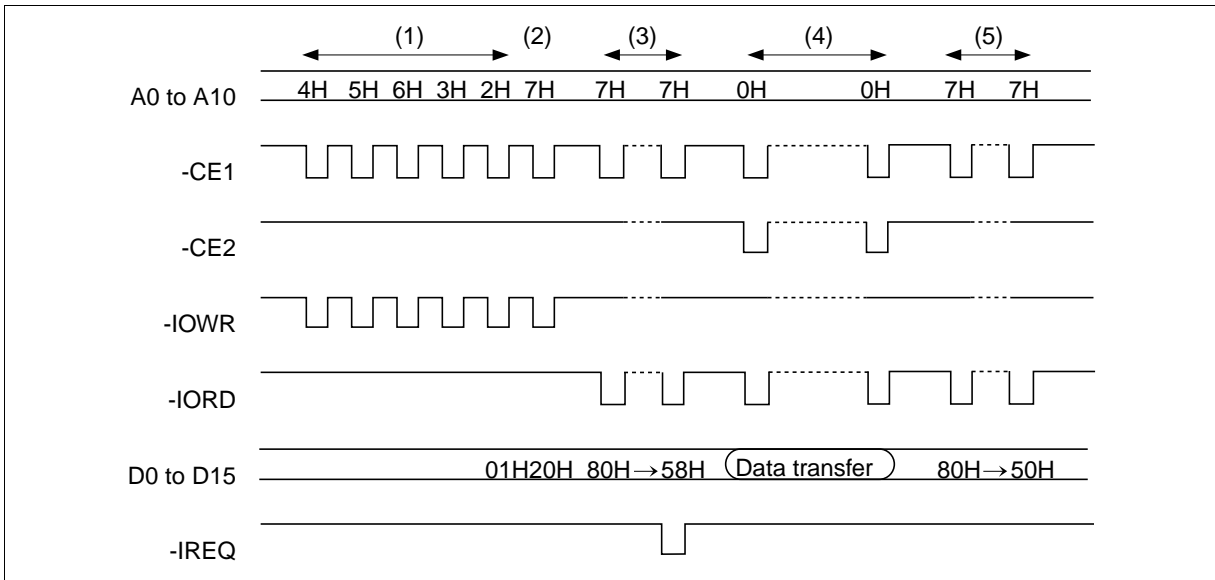 (1) (2) (3) (4) (5)
A0 to A10 4H 5H 6H 3H 2H 7H 7H 7H 0H 0H 7H 7H
-CE1
-CE2
-IOWR
-IORD
D0 to D15 01H20H 80H→58H Data transfer 80H→50H
-IREQ